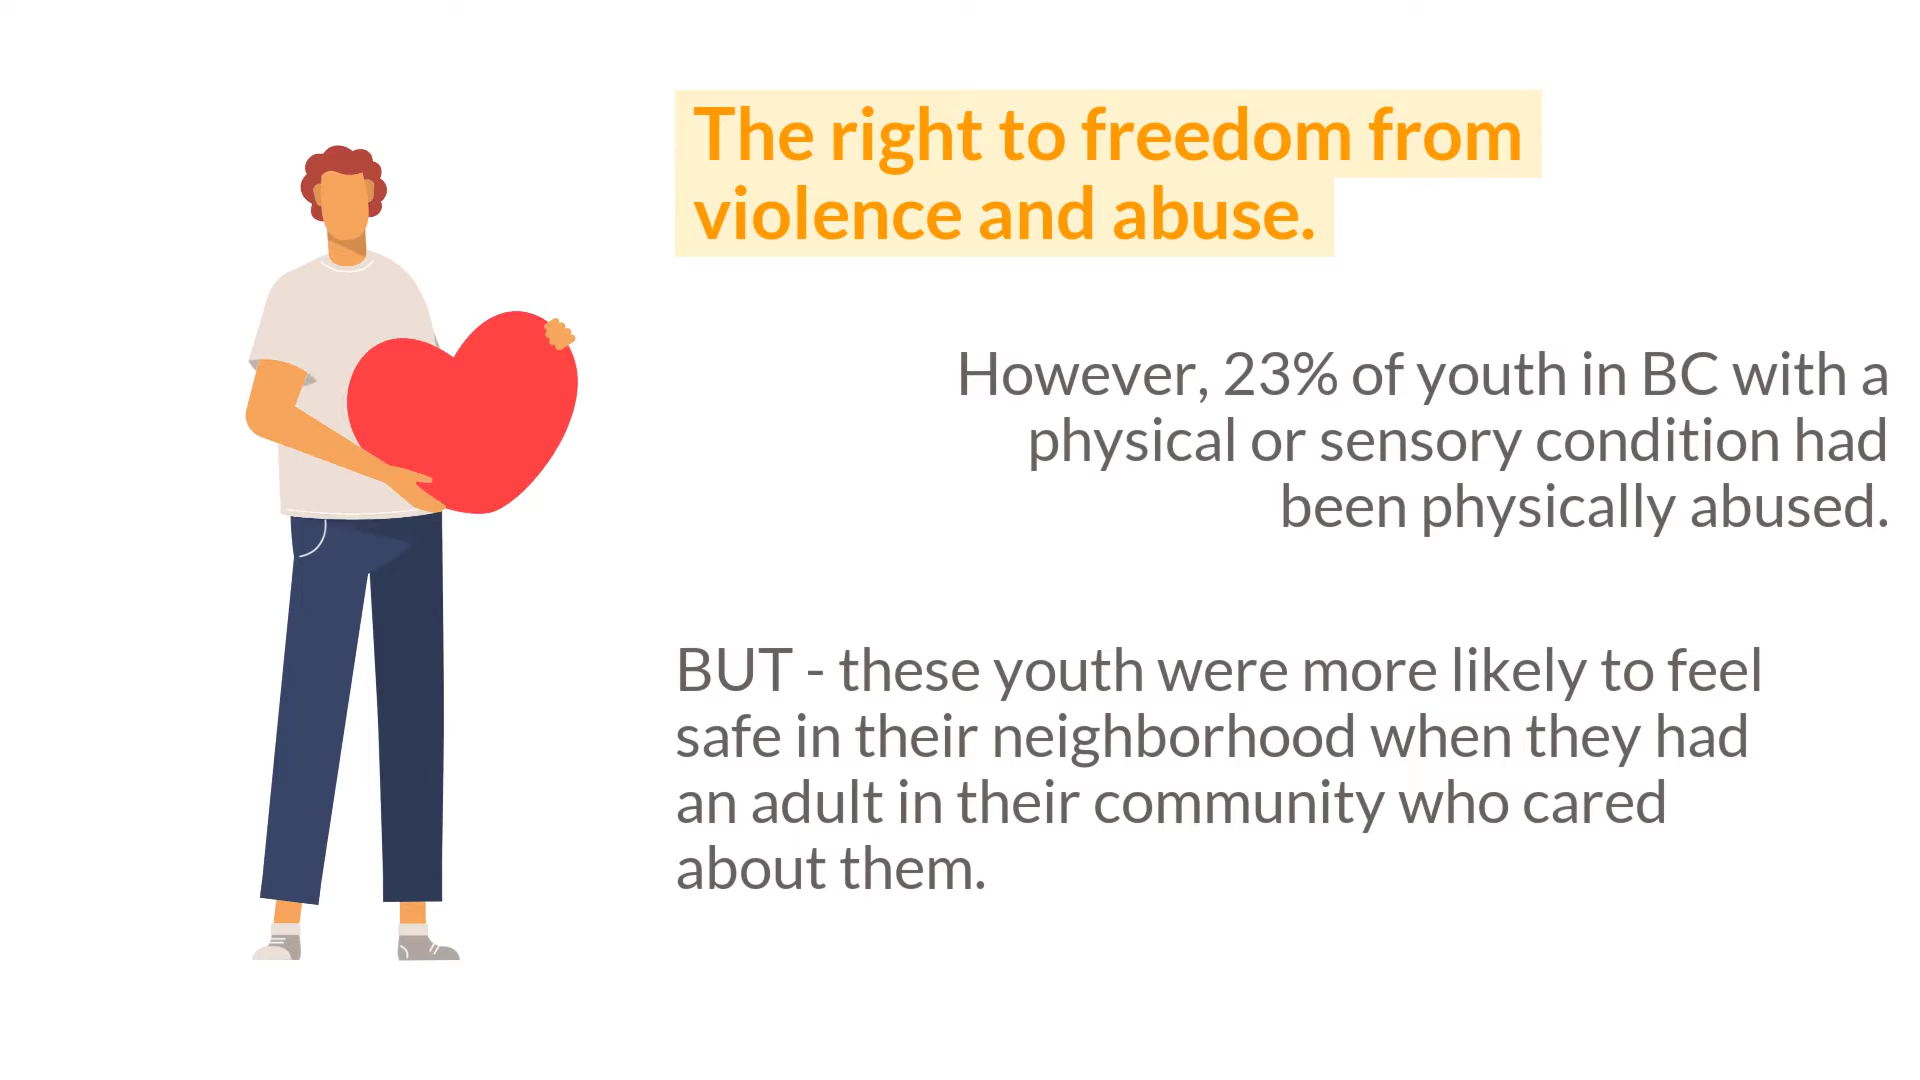 The right to freedom from
violence and abuse.
However, 23% of youth in BC with a
physical or sensory condition had
been physically abused.
BUT - these youth were more likely to feel
safe in their neighborhood when they had
an adult in their community who cared
about them.